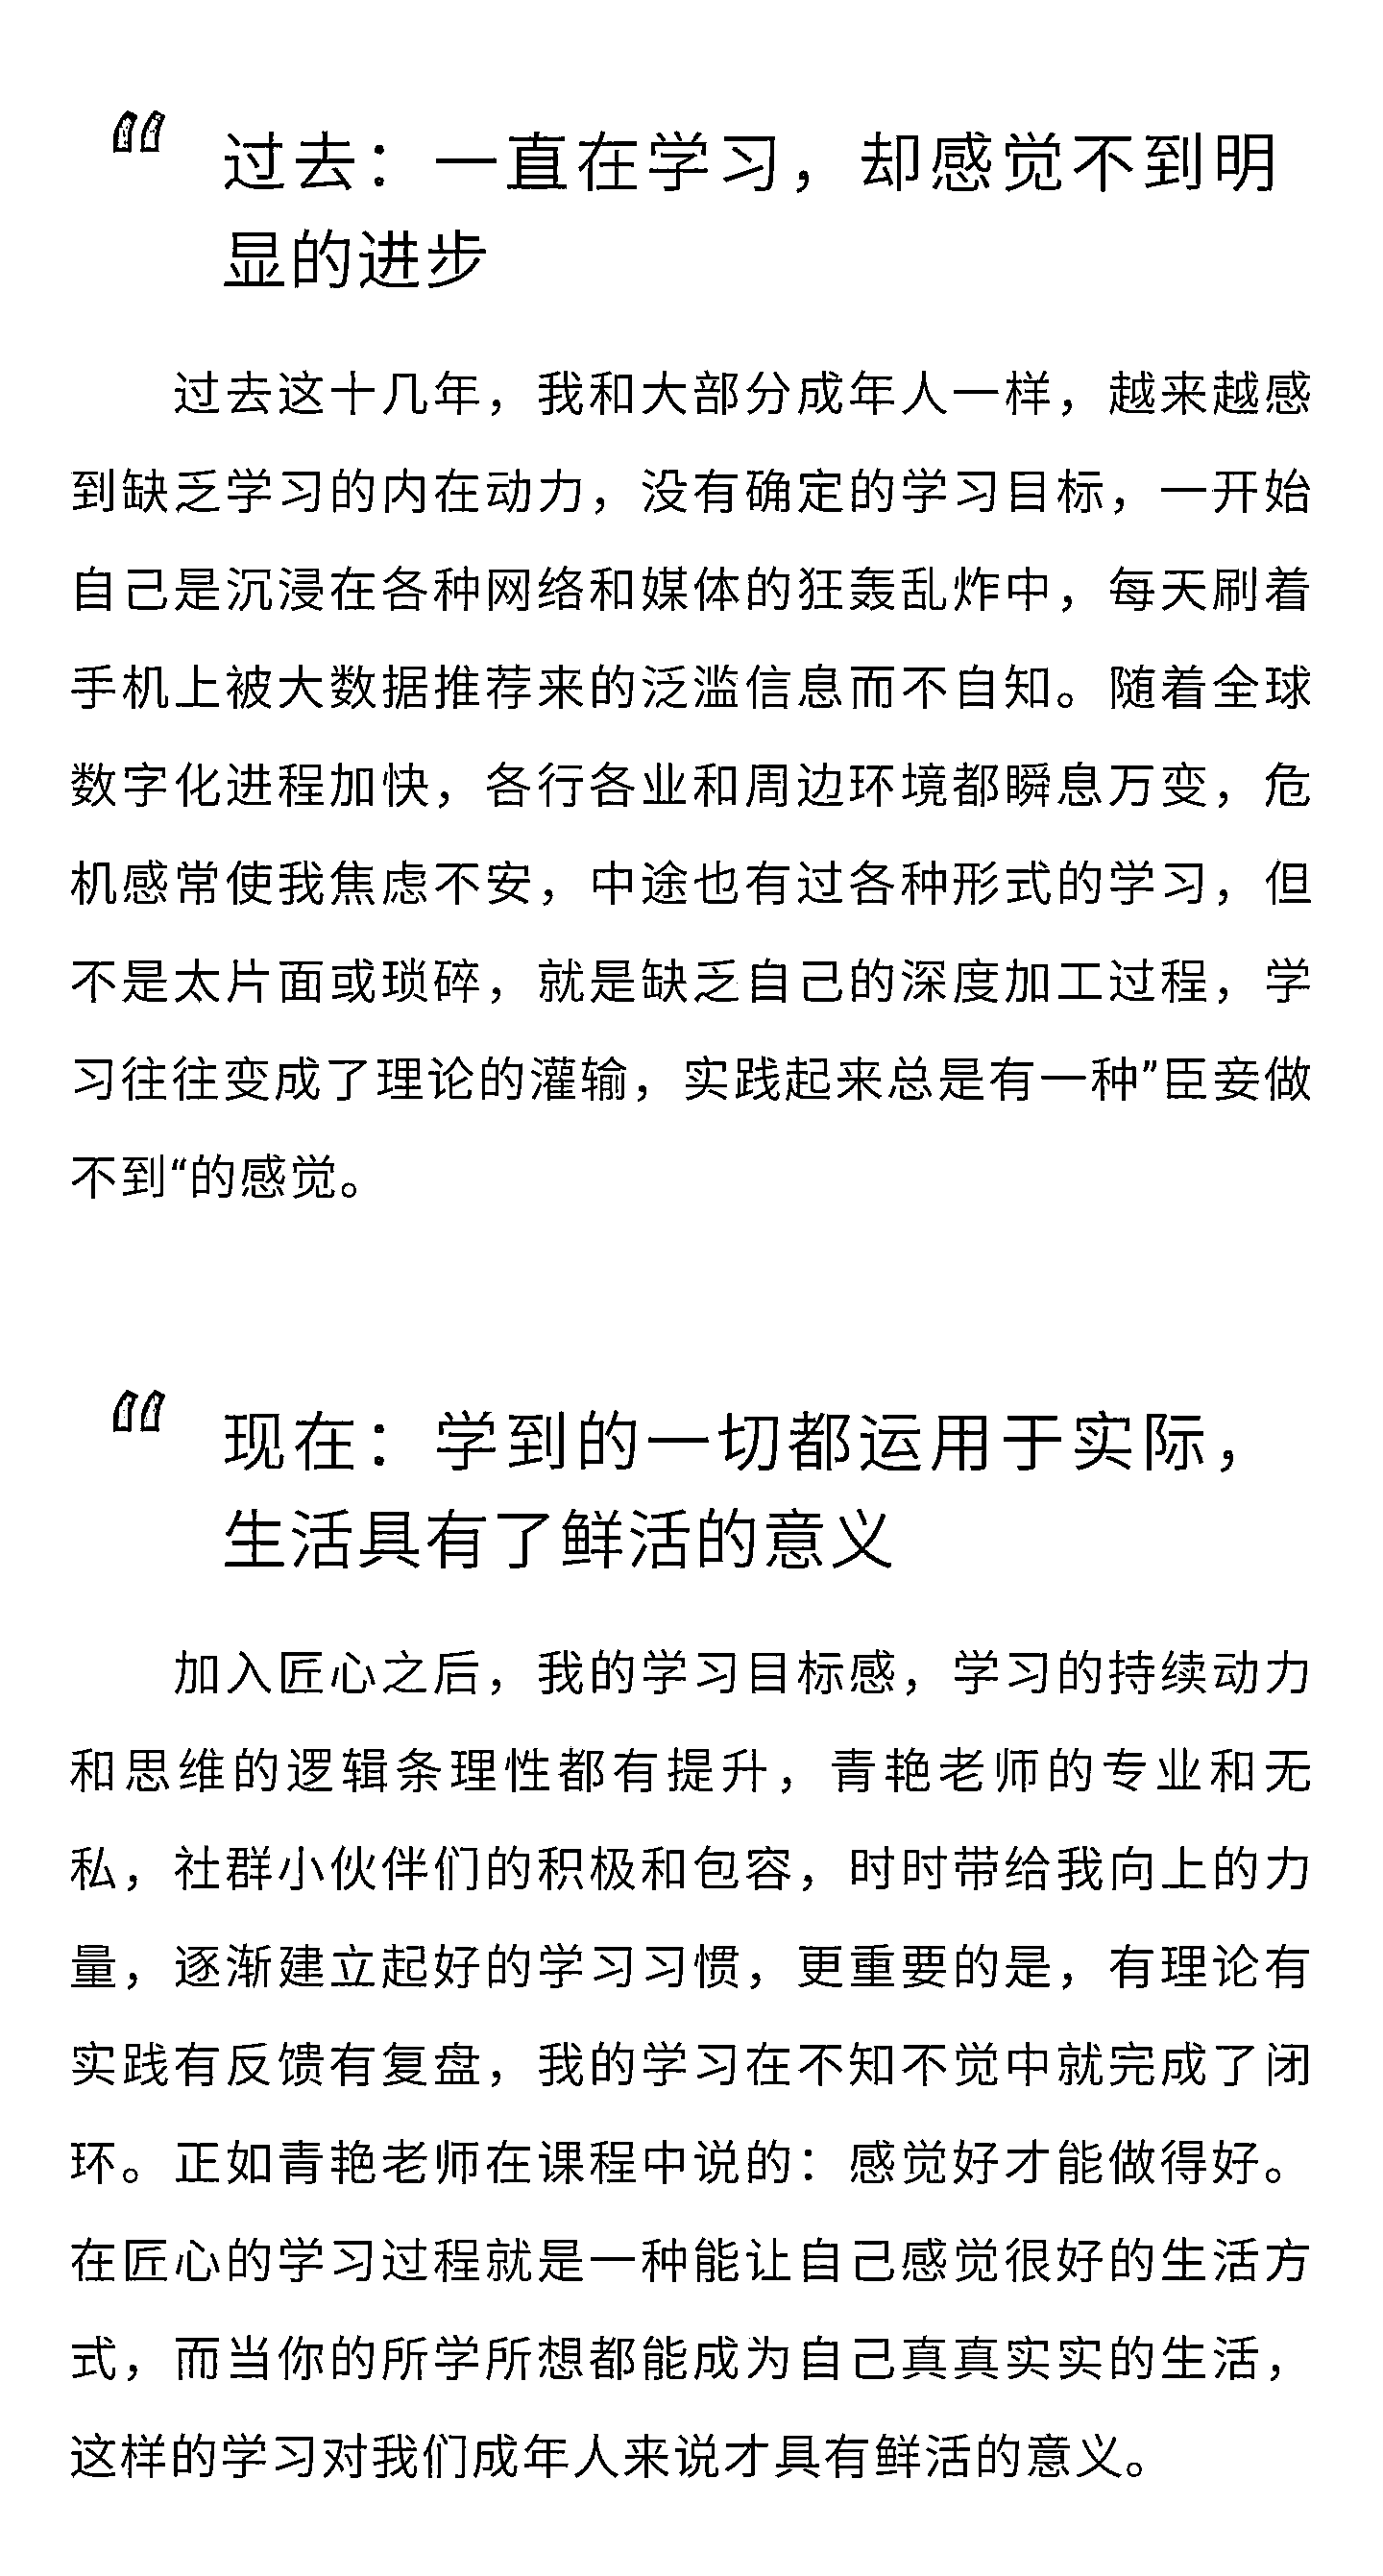 “ 过去：一直在学习，却感觉不到明
显的进步
过去这十几年，我和大部分成年人一样，越来越感
到缺乏学习的内在动力，没有确定的学习目标，一开始
自己是沉浸在各种网络和媒体的狂轰乱炸中，每天刷着
手机上被大数据推荐来的泛滥信息而不自知。随着全球
数字化进程加快，各行各业和周边环境都瞬息万变，危
机感常使我焦虑不安，中途也有过各种形式的学习，但
不是太片面或琐碎，就是缺乏自己的深度加工过程，学
习往往变成了理论的灌输，实践起来总是有一种”臣妾做
不到“的感觉。
“ 现在：学到的一切都运用于实际，
生活具有了鲜活的意义
加入匠心之后，我的学习目标感，学习的持续动力
和思维的逻辑条理性都有提升，青艳老师的专业和无
私，社群小伙伴们的积极和包容，时时带给我向上的力
量，逐渐建立起好的学习习惯，更重要的是，有理论有
实践有反馈有复盘，我的学习在不知不觉中就完成了闭
环。正如青艳老师在课程中说的：感觉好才能做得好。
在匠心的学习过程就是一种能让自己感觉很好的生活方
式，而当你的所学所想都能成为自己真真实实的生活，
这样的学习对我们成年人来说才具有鲜活的意义。